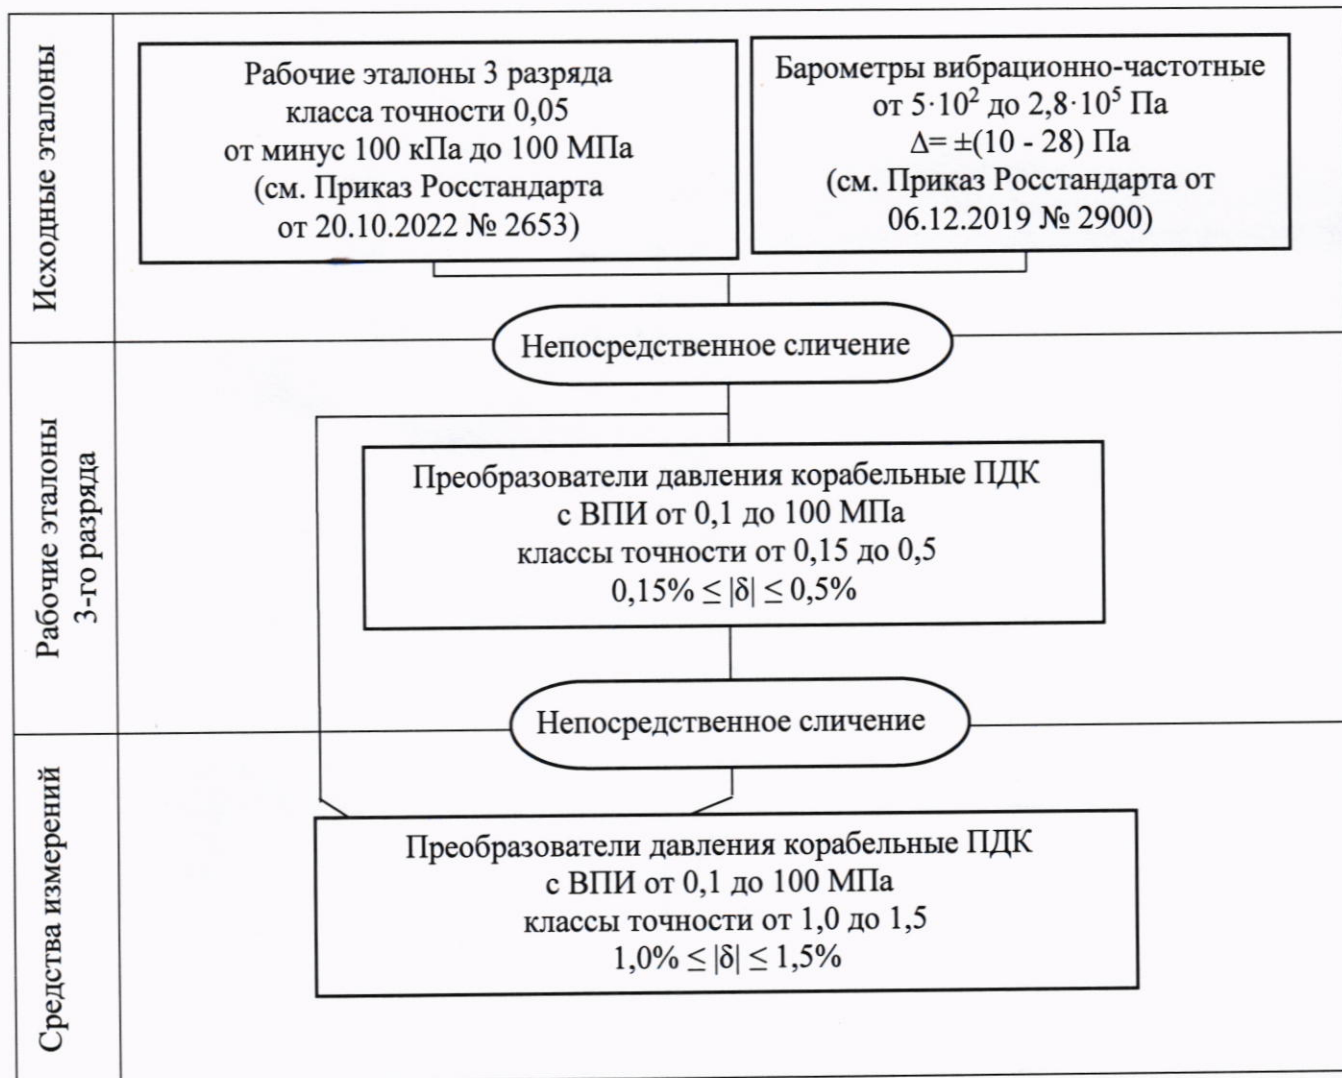 Исходные эталоны
Рабочие эталоны 3 разряда
класса точности 0,05
от минус 100 кПа до 100 МПа
(см. Приказ Росстандарта
от 20.10.2022 № 2653)
Барометры вибрационно-частотные
от 5·10² до 2,8·10⁵ Па
Δ= ±(10 - 28) Па
(см. Приказ Росстандарта от
06.12.2019 № 2900)
Непосредственное сличение
Рабочие эталоны
3-го разряда
Преобразователи давления корабельные ПДК
с ВПИ от 0,1 до 100 МПа
классы точности от 0,15 до 0,5
0,15% ≤ |δ| ≤ 0,5%
Непосредственное сличение
Средства измерений
Преобразователи давления корабельные ПДК
с ВПИ от 0,1 до 100 МПа
классы точности от 1,0 до 1,5
1,0% ≤ |δ| ≤ 1,5%